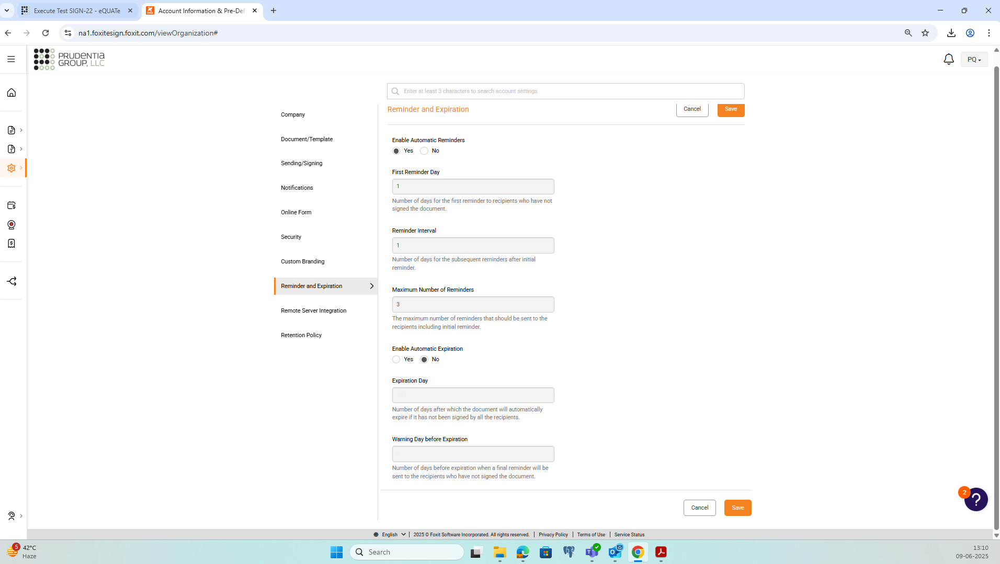 Execute Test SIGN-22 - eQUATe
Account Information & Pre-Def
na1.foxitesign.foxit.com/viewOrganization#
PRUDENTIA
GROUP, LLC
PQ
Enter at least 3 characters to search account settings
Company
Document/Template
Sending/Signing
Notifications
Online Form
Security
Custom Branding
Reminder and Expiration
Remote Server Integration
Retention Policy
Reminder and Expiration
Cancel
Save
Enable Automatic Reminders
Yes
No
First Reminder Day
1
Number of days for the first reminder to recipients who have not
signed the document.
Reminder Interval
1
Number of days for the subsequent reminders after initial
reminder.
Maximum Number of Reminders
3
The maximum number of reminders that should be sent to the
recipients including initial reminder.
Enable Automatic Expiration
Yes
No
Expiration Day
Number of days after which the document will automatically
expire if it has not been signed by all the recipients.
Warning Day before Expiration
Number of days before expiration when a final reminder will be
sent to the recipients who have not signed the document.
Cancel
Save
2
?
English
2025 © Foxit Software Incorporated. All rights reserved.
Privacy Policy
Terms of Use
Service Status
5
42°C
Haze
Search
13:10
09-06-2025